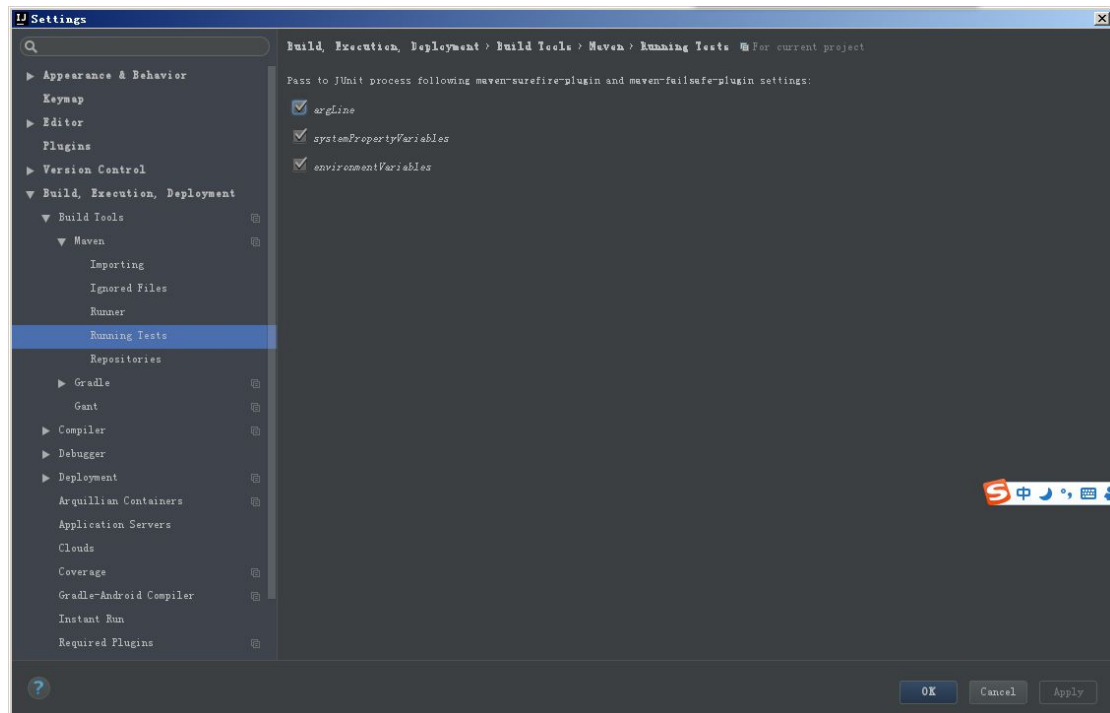 Settings
Build, Execution, Deployment › Build Tools › Maven › Running Tests For current project
Appearance & Behavior
Keymap
Editor
Plugins
Version Control
Build, Execution, Deployment
Build Tools
Maven
Importing
Ignored Files
Runner
Running Tests
Repositories
Gradle
Gant
Compiler
Debugger
Deployment
Arquillian Containers
Application Servers
Clouds
Coverage
Gradle-Android Compiler
Instant Run
Required Plugins
Pass to JUnit process following maven-surefire-plugin and maven-failsafe-plugin settings:
argLine
systemPropertyVariables
environmentVariables
S 中
?
OK Cancel Apply